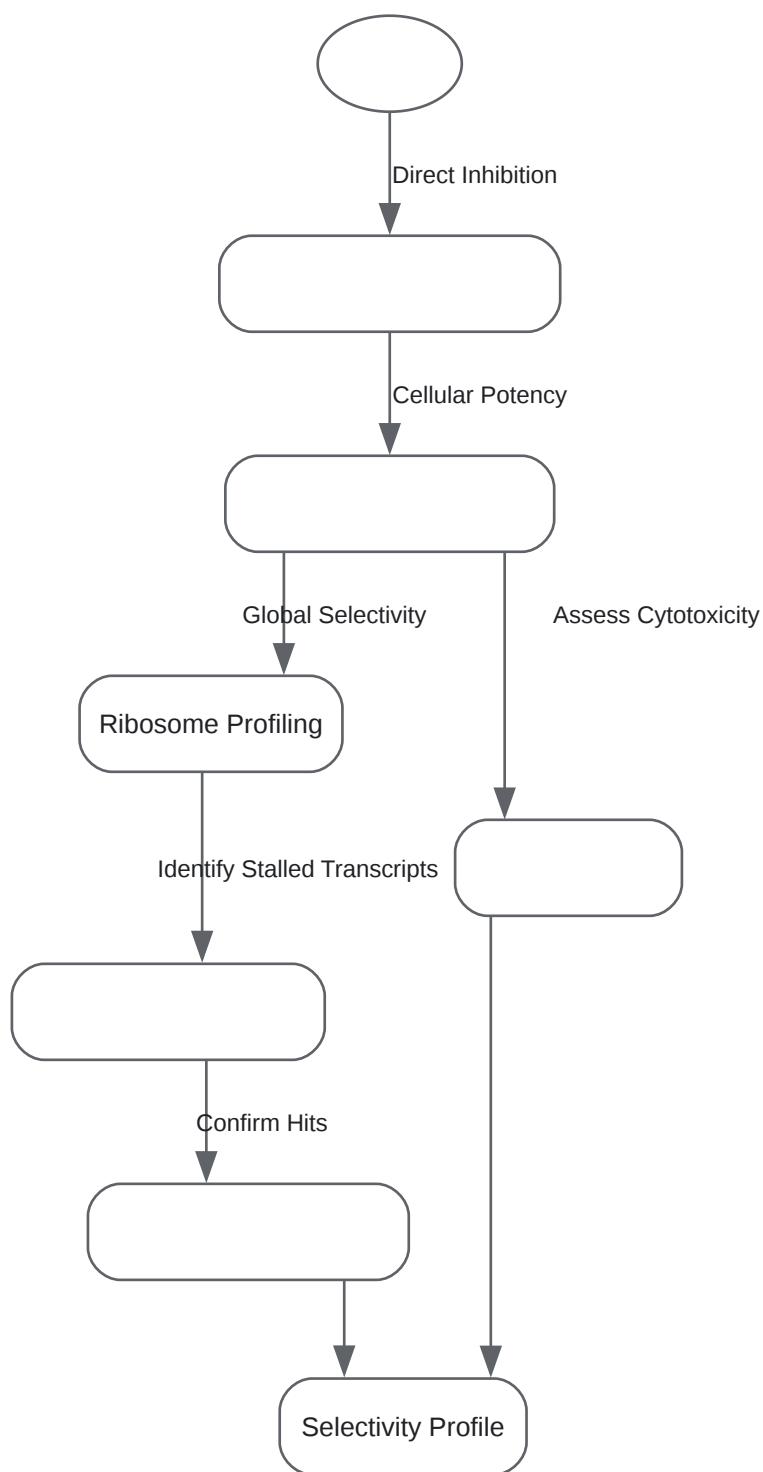 Direct Inhibition
Cellular Potency
Global Selectivity
Assess Cytotoxicity
Ribosome Profiling
Identify Stalled Transcripts
Confirm Hits
Selectivity Profile